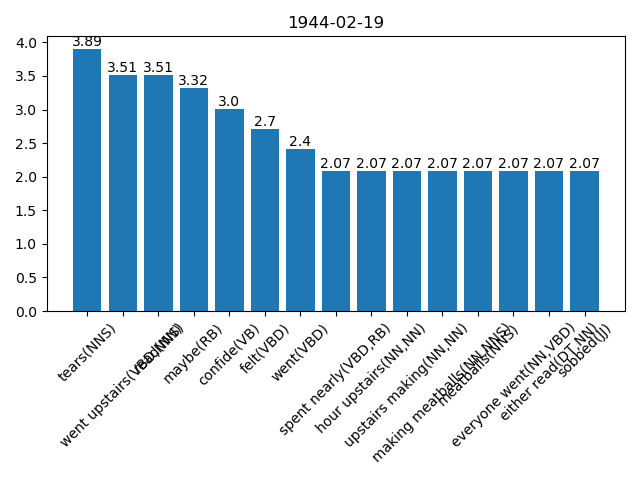 1944-02-19
4.0
3.5
3.0
2.5
2.0
1.5
1.0
0.5
0.0
3.89
3.51
3.51
3.32
3.0
2.7
2.4
2.07
2.07
2.07
2.07
2.07
2.07
2.07
2.07
tears(NNS)
went upstairs(VBD,NNS)
maybe(RB)
confide(VB)
felt(VBD)
went(VBD)
spent nearly(VBD,RB)
hour upstairs(NN,NN)
upstairs making(NN,NN)
making meatballs(NN,NNS)
meatballs(NNS)
everyone went(NN,VBD)
either read(DT,NN)
sobbed(JJ)